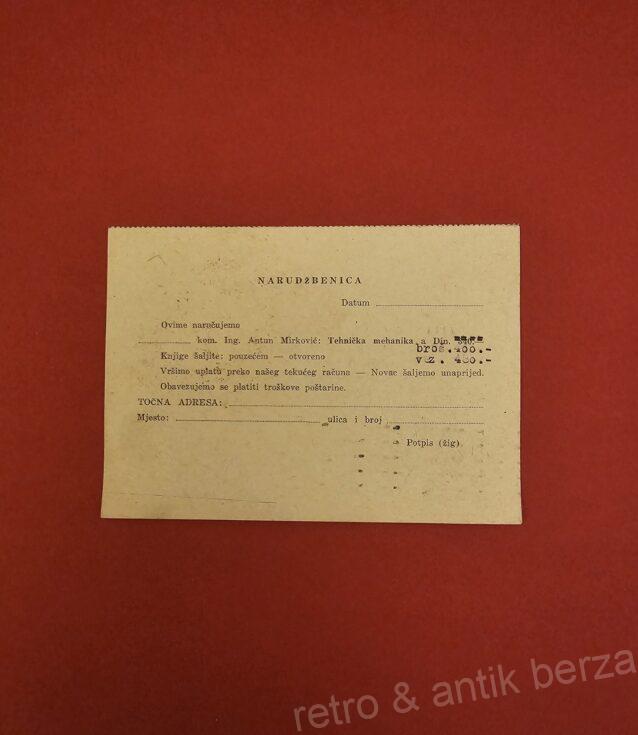 NARUDŽBENICA
Datum
Ovime naručujemo
kom. Ing. Antun Mirković: Tehnička mehanika a Din.
broš. 400.-
Knjige šaljite: pouzećem — otvoreno
vez. 480.-
Vršimo uplatu preko našeg tekućeg računa — Novac šaljemo unaprijed.
Obavezujemo se platiti troškove poštarine.
TOČNA ADRESA:
Mjesto: ulica i broj
Potpis (žig)
retro & antik berza